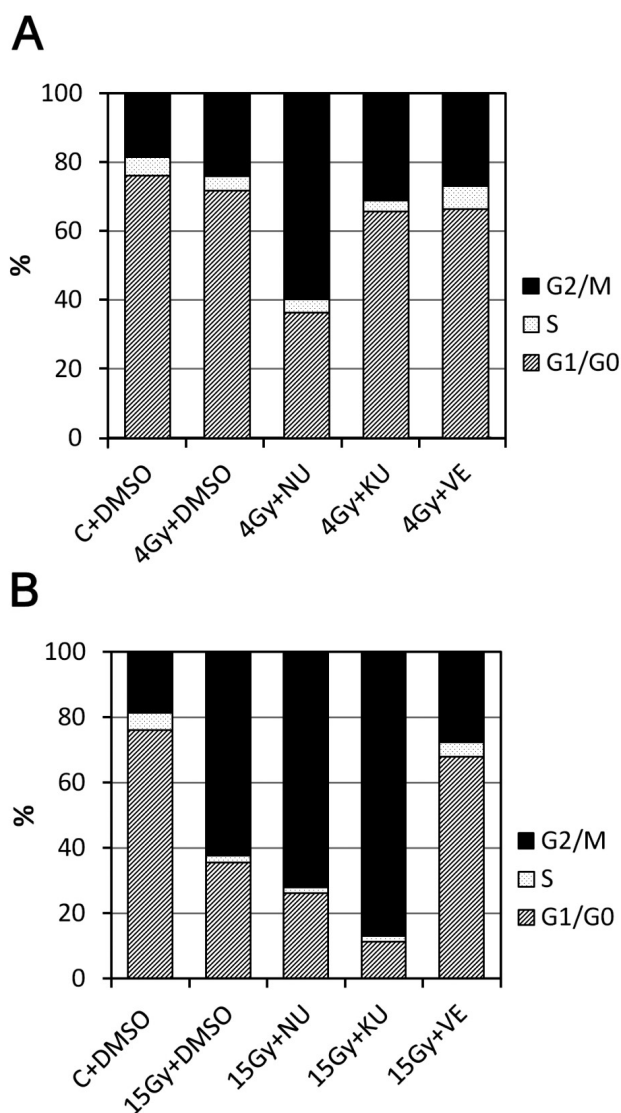 A
100
80
60
40
20
0
%
G2/M
S
G1/G0
C+DMSO
4Gy+DMSO
4Gy+NU
4Gy+KU
4Gy+VE
B
100
80
60
40
20
0
%
G2/M
S
G1/G0
C+DMSO
15Gy+DMSO
15Gy+NU
15Gy+KU
15Gy+VE